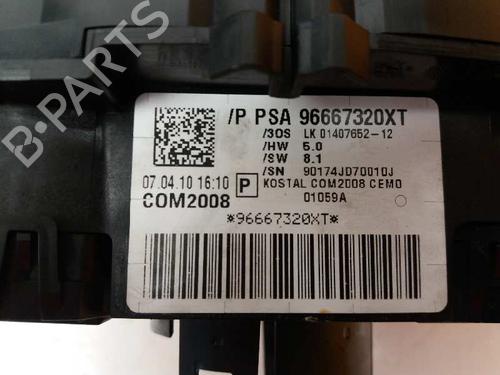 B-PARTS
/P PSA 96667320XT
/3OS LK 01407652-12
/HW 5.0
/SW 8.1
/SN 90174JD70010J
07.04.10 16:10 P KOSTAL COM2008 CEM0
COM2008 01059A
*96667320XT*